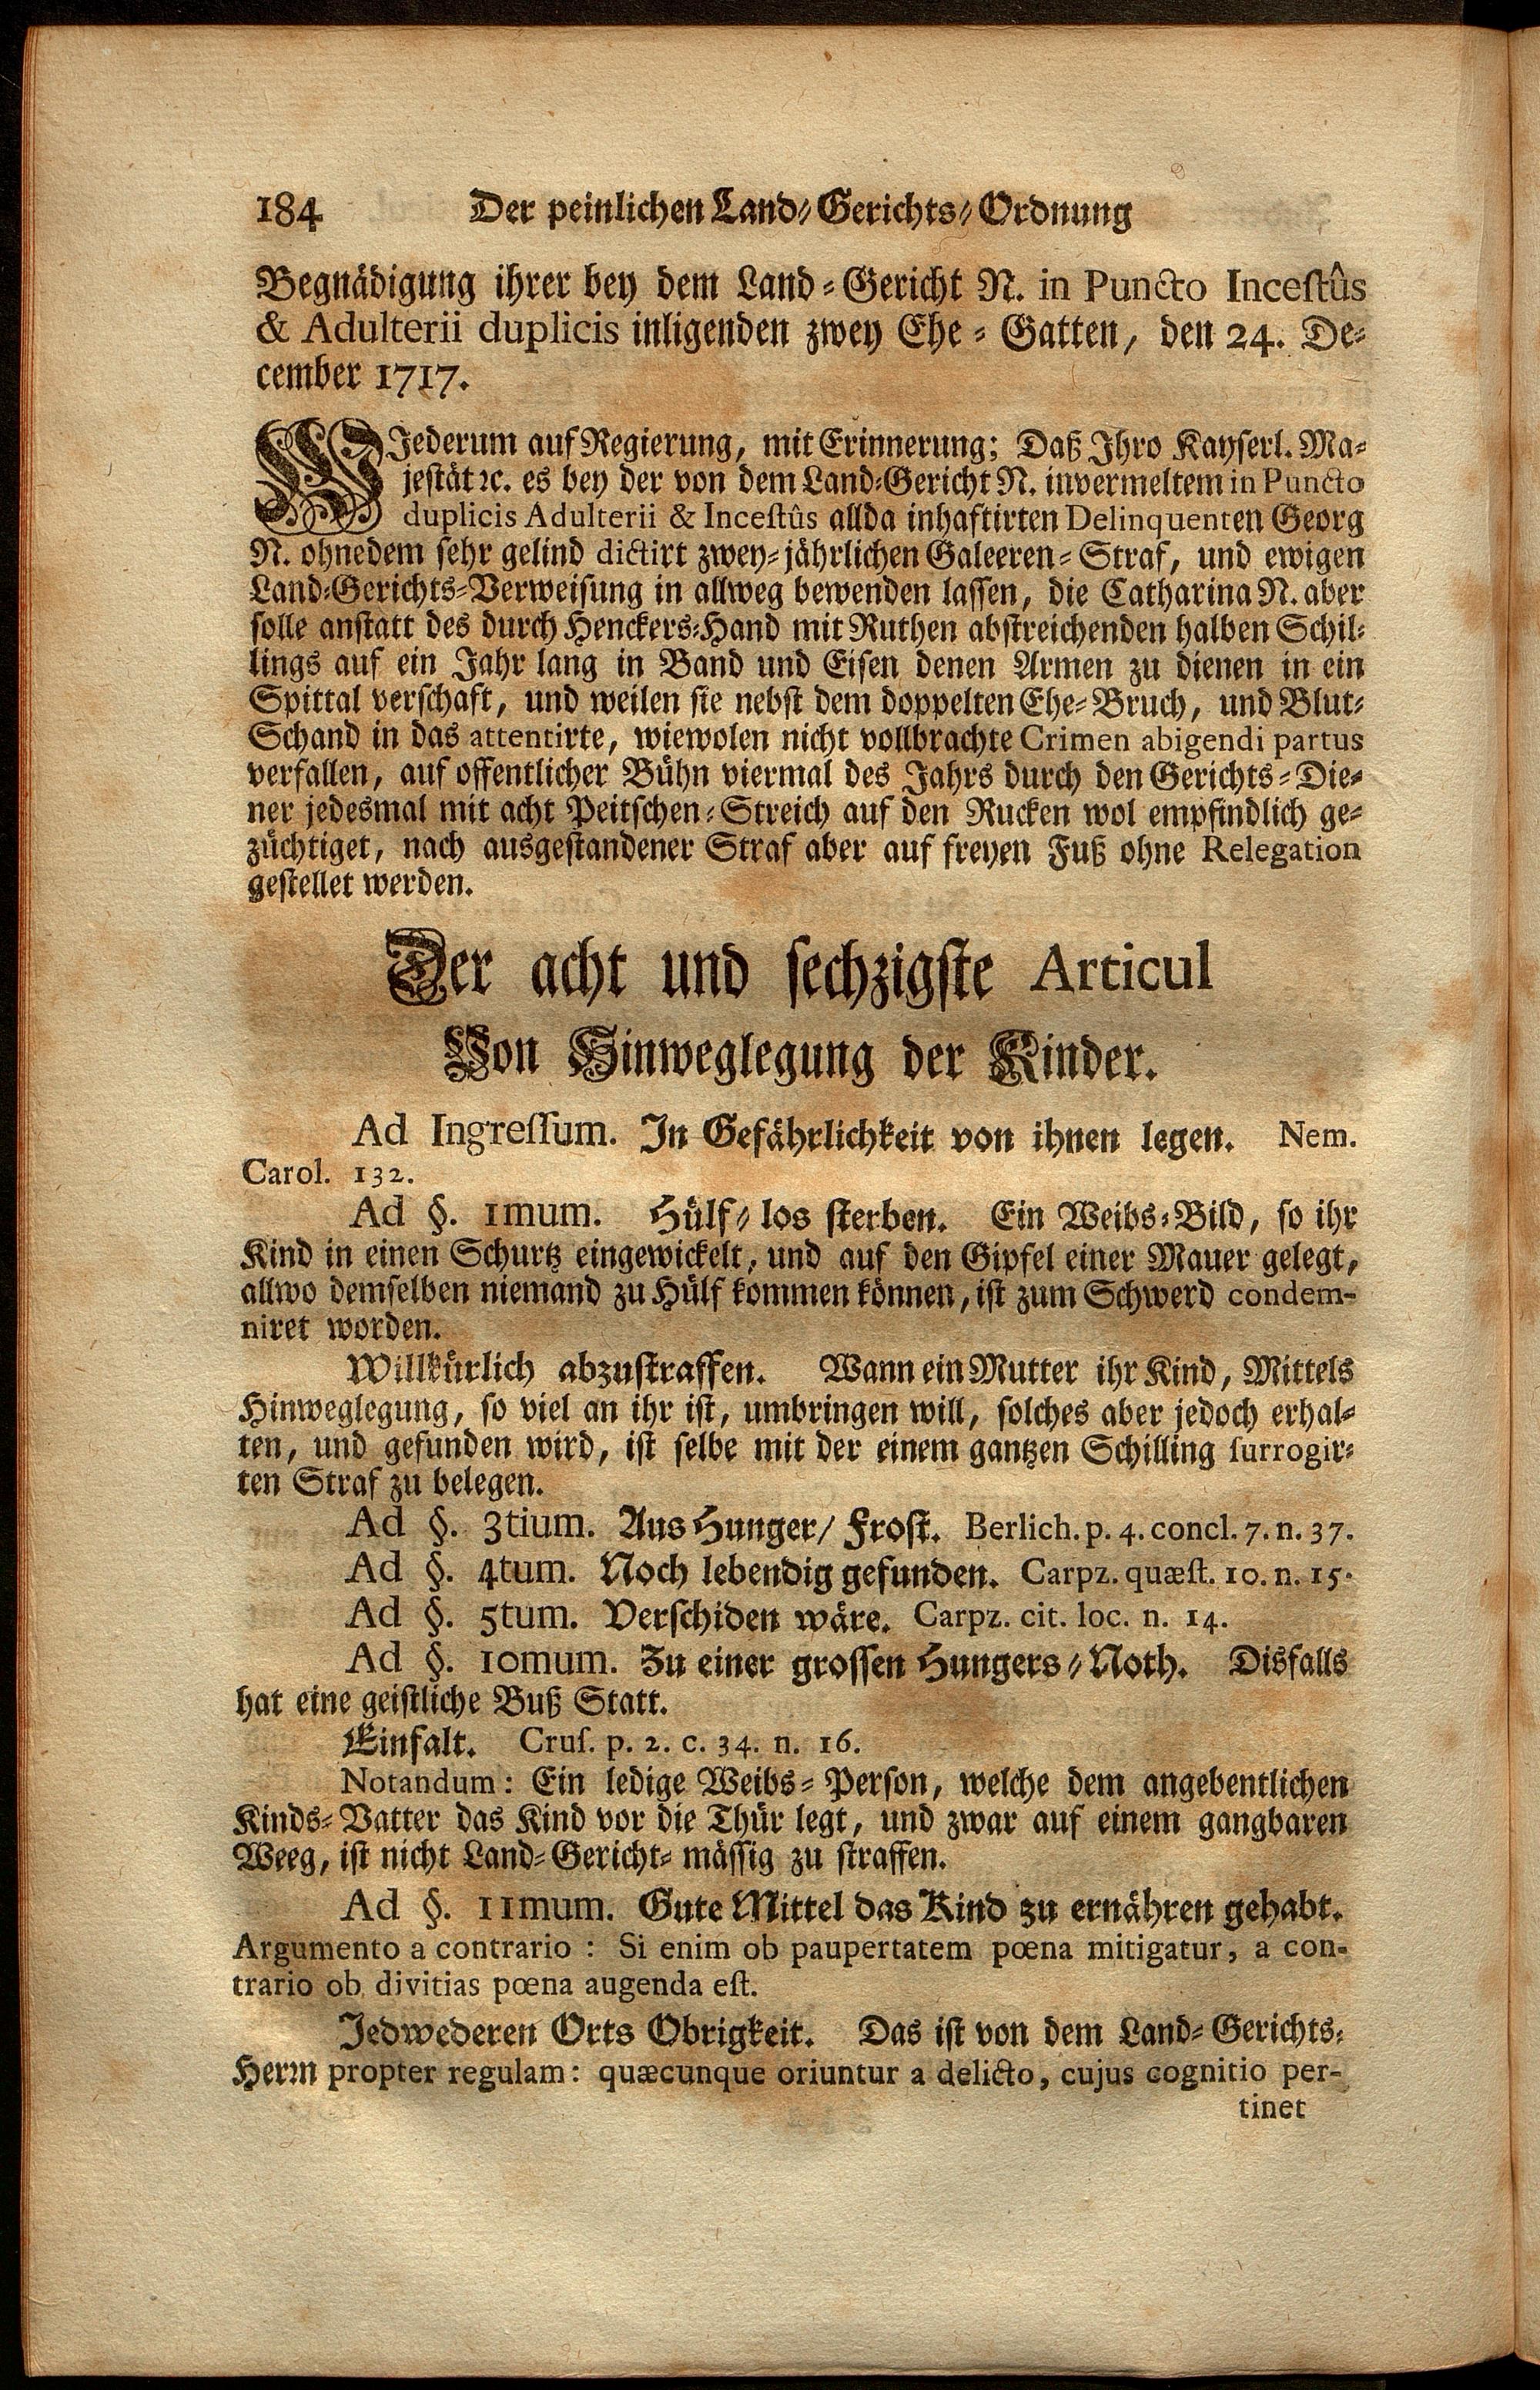 184 Der peinlichen Land-Gerichts-Ordnung
Begnädigung ihrer bey dem Land-Gericht N. in Puncto Incestûs
& Adulterii duplicis inligenden zwey Ehe-Gatten, den 24. De-
cember 1717.
WJederum auf Regierung, mit Erinnerung; Daß Ihro Kayserl. Ma-
jestät ꝛc. es bey der von dem Land-Gericht N. invermeltem in Puncto
duplicis Adulterii & Incestûs allda inhaftirten Delinquenten Georg
N. ohnedem sehr gelind dictirt zwey-jährlichen Galeeren-Straf, und ewigen
Land-Gerichts-Verweisung in allweg bewenden lassen, die Catharina N. aber
solle anstatt des durch Henckers-Hand mit Ruthen abstreichenden halben Schil-
lings auf ein Jahr lang in Band und Eisen denen Armen zu dienen in ein
Spittal verschaft, und weilen sie nebst dem doppelten Ehe-Bruch, und Blut-
Schand in das attentirte, wiewolen nicht vollbrachte Crimen abigendi partus
verfallen, auf offentlicher Bühn viermal des Jahrs durch den Gerichts-Die-
ner jedesmal mit acht Peitschen-Streich auf den Rucken wol empfindlich ge-
züchtiget, nach ausgestandener Straf aber auf freyen Fuß ohne Relegation
gestellet werden.
Der acht und sechzigste Articul
Von Hinweglegung der Kinder.
Ad Ingressum. In Gefährlichkeit von ihnen legen. Nem.
Carol. 132.
Ad §. 1mum. Hülf-los sterben. Ein Weibs-Bild, so ihr
Kind in einen Schurtz eingewickelt, und auf den Gipfel einer Mauer gelegt,
allwo demselben niemand zu Hülf kommen können, ist zum Schwerd condem-
niret worden.
Willkürlich abzustraffen. Wann ein Mutter ihr Kind, Mittels
Hinweglegung, so viel an ihr ist, umbringen will, solches aber jedoch erhal-
ten, und gefunden wird, ist selbe mit der einem gantzen Schilling surrogir-
ten Straf zu belegen.
Ad §. 3tium. Aus Hunger/ Frost. Berlich. p. 4. concl. 7. n. 37.
Ad §. 4tum. Noch lebendig gefunden. Carpz. quæst. 10. n. 15.
Ad §. 5tum. Verschiden wäre. Carpz. cit. loc. n. 14.
Ad §. 10mum. Zu einer grossen Hungers-Noth. Disfalls
hat eine geistliche Buß Statt.
Einfalt. Crus. p. 2. c. 34. n. 16.
Notandum: Ein ledige Weibs-Person, welche dem angebentlichen
Kinds-Vatter das Kind vor die Thür legt, und zwar auf einem gangbaren
Weeg, ist nicht Land-Gericht-mässig zu straffen.
Ad §. 11mum. Gute Mittel das Kind zu ernähren gehabt.
Argumento a contrario: Si enim ob paupertatem pœna mitigatur, a con-
trario ob divitias pœna augenda est.
Jedwederen Orts Obrigkeit. Das ist von dem Land-Gerichts-
Herrn propter regulam: quæcunque oriuntur a delicto, cujus cognitio per-
tinet